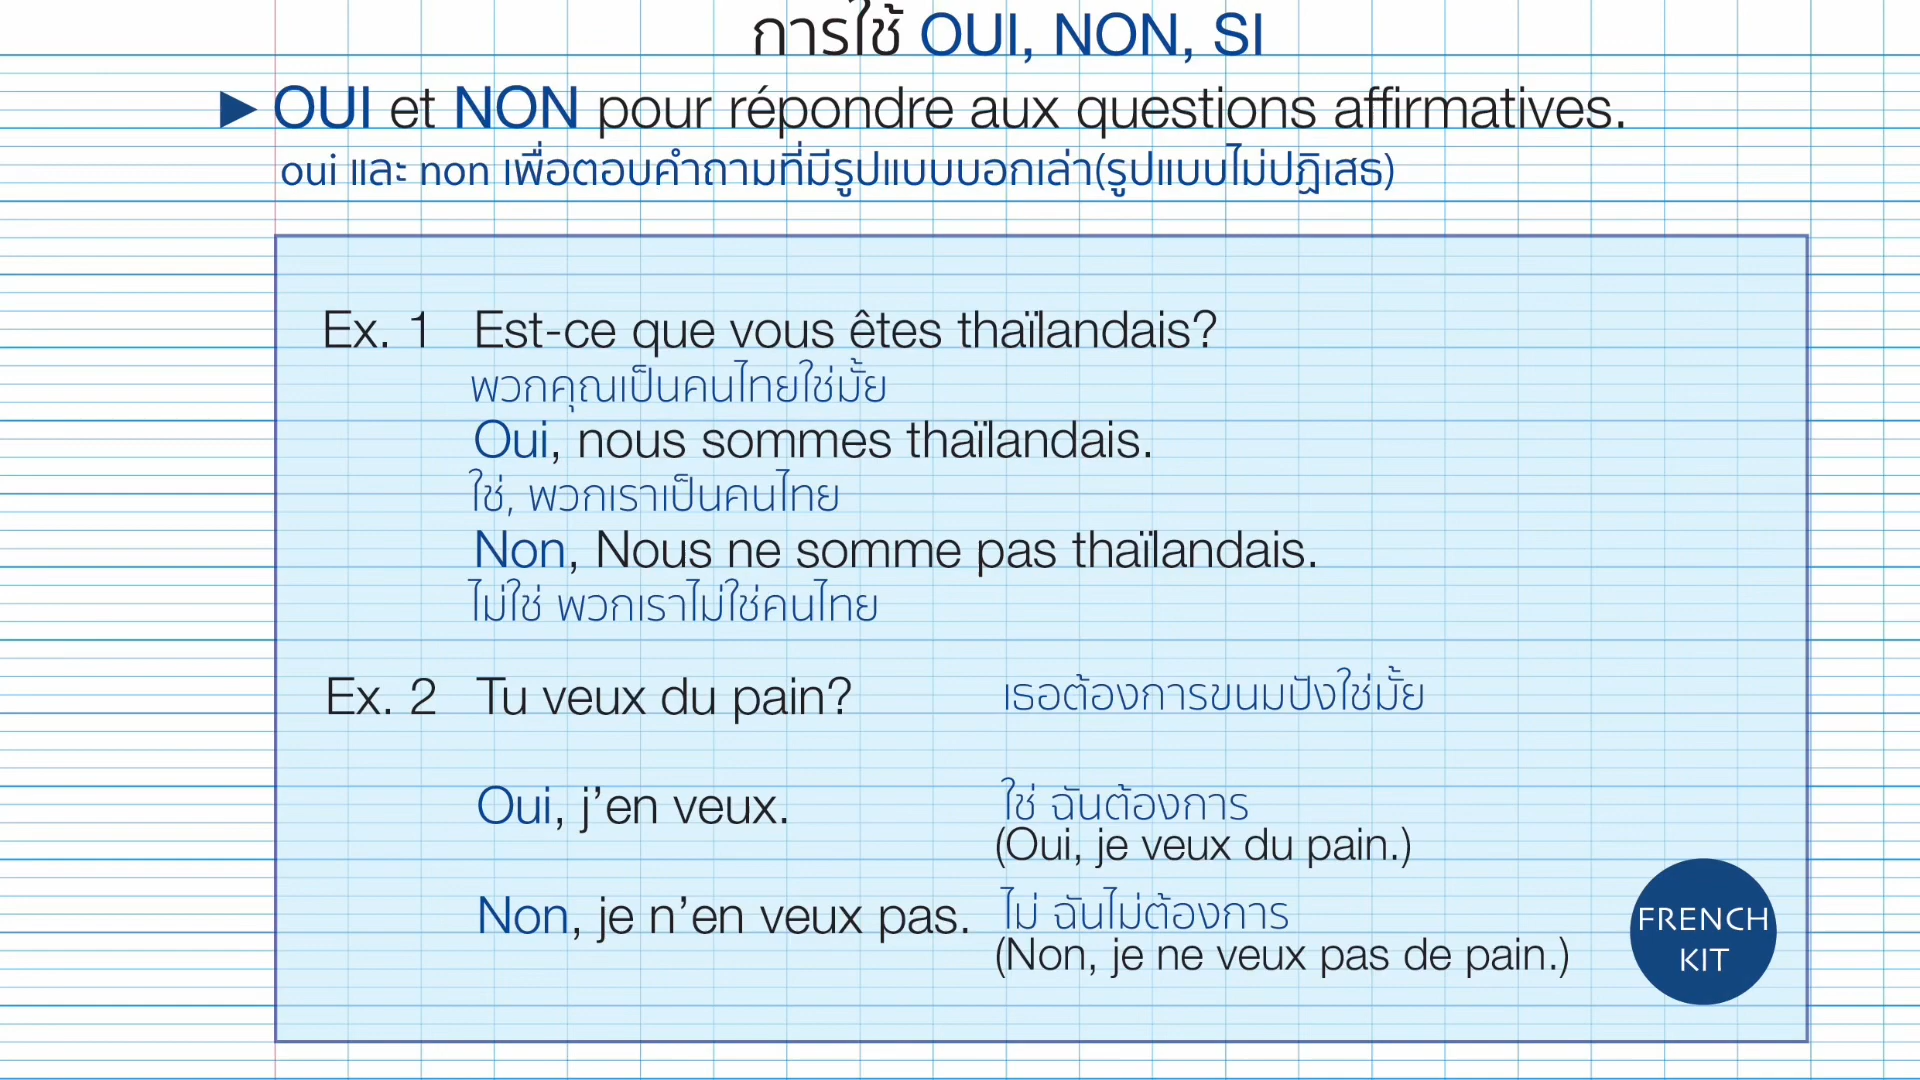 การใช้ OUI, NON, SI
► OUI et NON pour répondre aux questions affirmatives.
oui และ non เพื่อตอบคำถามที่มีรูปแบบบอกเล่า(รูปแบบไม่ปฏิเสธ)
Ex. 1 Est-ce que vous êtes thaïlandais?
พวกคุณเป็นคนไทยใช่มั้ย
Oui, nous sommes thaïlandais.
ใช่, พวกเราเป็นคนไทย
Non, Nous ne somme pas thaïlandais.
ไม่ใช่ พวกเราไม่ใช่คนไทย
Ex. 2 Tu veux du pain? เธอต้องการขนมปังใช่มั้ย
Oui, j’en veux. ใช่ ฉันต้องการ
(Oui, je veux du pain.)
Non, je n’en veux pas. ไม่ ฉันไม่ต้องการ
(Non, je ne veux pas de pain.)
FRENCH
KIT